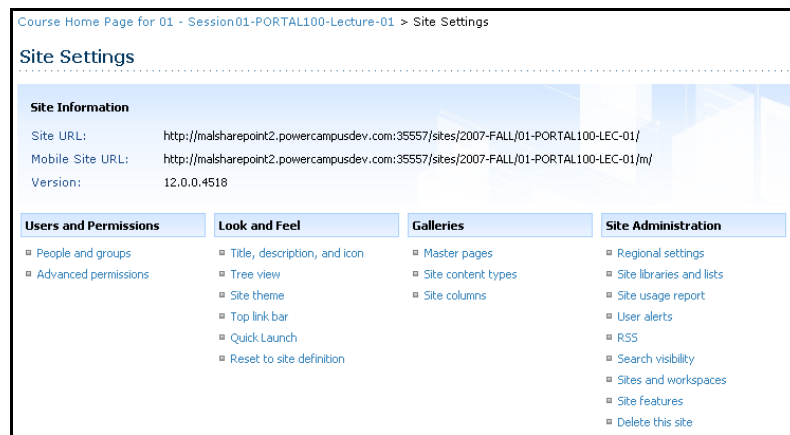 Course Home Page for 01 - Session01-PORTAL100-Lecture-01 > Site Settings
Site Settings
Site Information
Site URL: http://malsharepoint2.powercampusdev.com:35557/sites/2007-FALL/01-PORTAL100-LEC-01/
Mobile Site URL: http://malsharepoint2.powercampusdev.com:35557/sites/2007-FALL/01-PORTAL100-LEC-01/m/
Version: 12.0.0.4518
Users and Permissions
People and groups
Advanced permissions
Look and Feel
Title, description, and icon
Tree view
Site theme
Top link bar
Quick Launch
Reset to site definition
Galleries
Master pages
Site content types
Site columns
Site Administration
Regional settings
Site libraries and lists
Site usage report
User alerts
RSS
Search visibility
Sites and workspaces
Site features
Delete this site